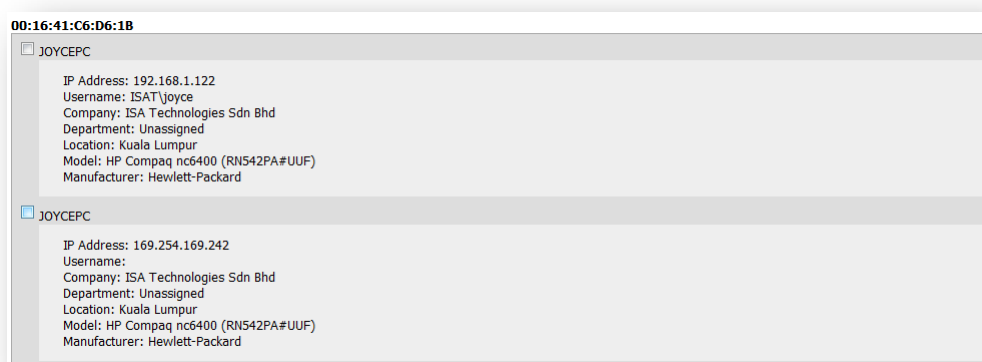 00:16:41:C6:D6:1B
JOYCEPC
IP Address: 192.168.1.122
Username: ISAT\joyce
Company: ISA Technologies Sdn Bhd
Department: Unassigned
Location: Kuala Lumpur
Model: HP Compaq nc6400 (RN542PA#UUF)
Manufacturer: Hewlett-Packard
JOYCEPC
IP Address: 169.254.169.242
Username:
Company: ISA Technologies Sdn Bhd
Department: Unassigned
Location: Kuala Lumpur
Model: HP Compaq nc6400 (RN542PA#UUF)
Manufacturer: Hewlett-Packard